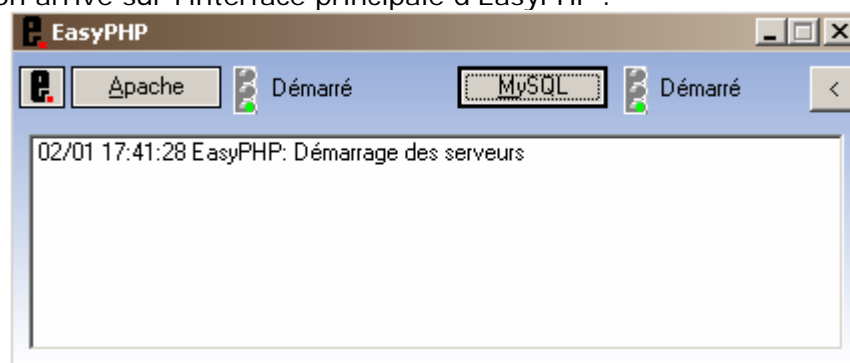 on arrive sur l'interface principale d'EasyPHP :
e. EasyPHP
e. Apache Démarré MySQL Démarré <
02/01 17:41:28 EasyPHP: Démarrage des serveurs